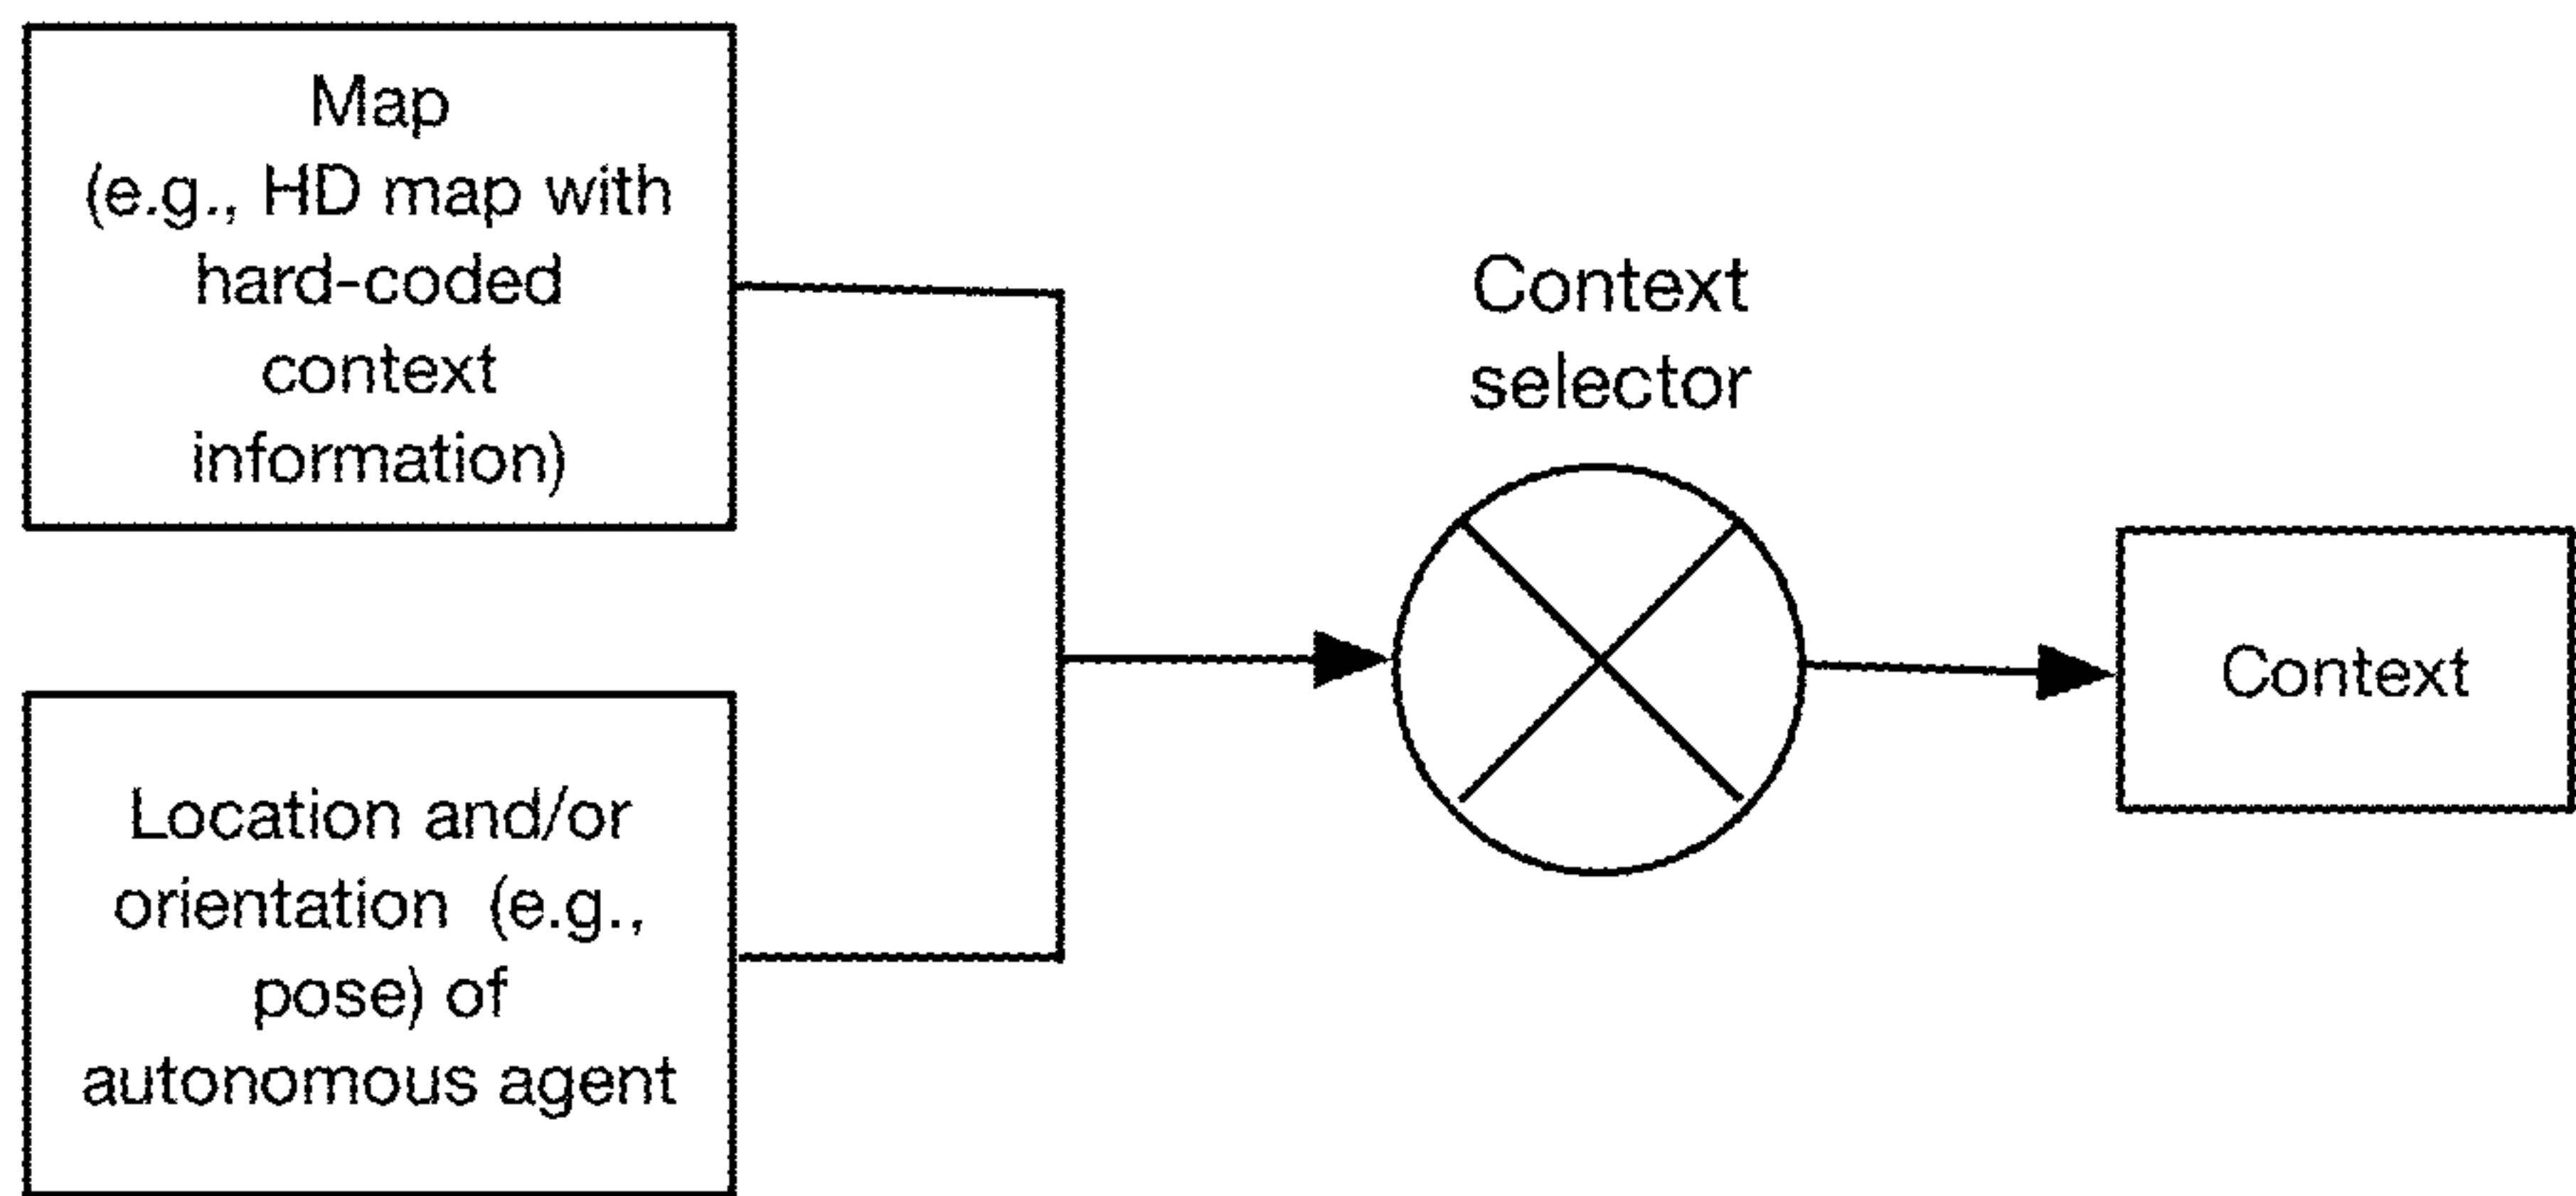 Map
(e.g., HD map with
hard-coded
context
information)
Location and/or
orientation (e.g.,
pose) of
autonomous agent
Context
selector
Context